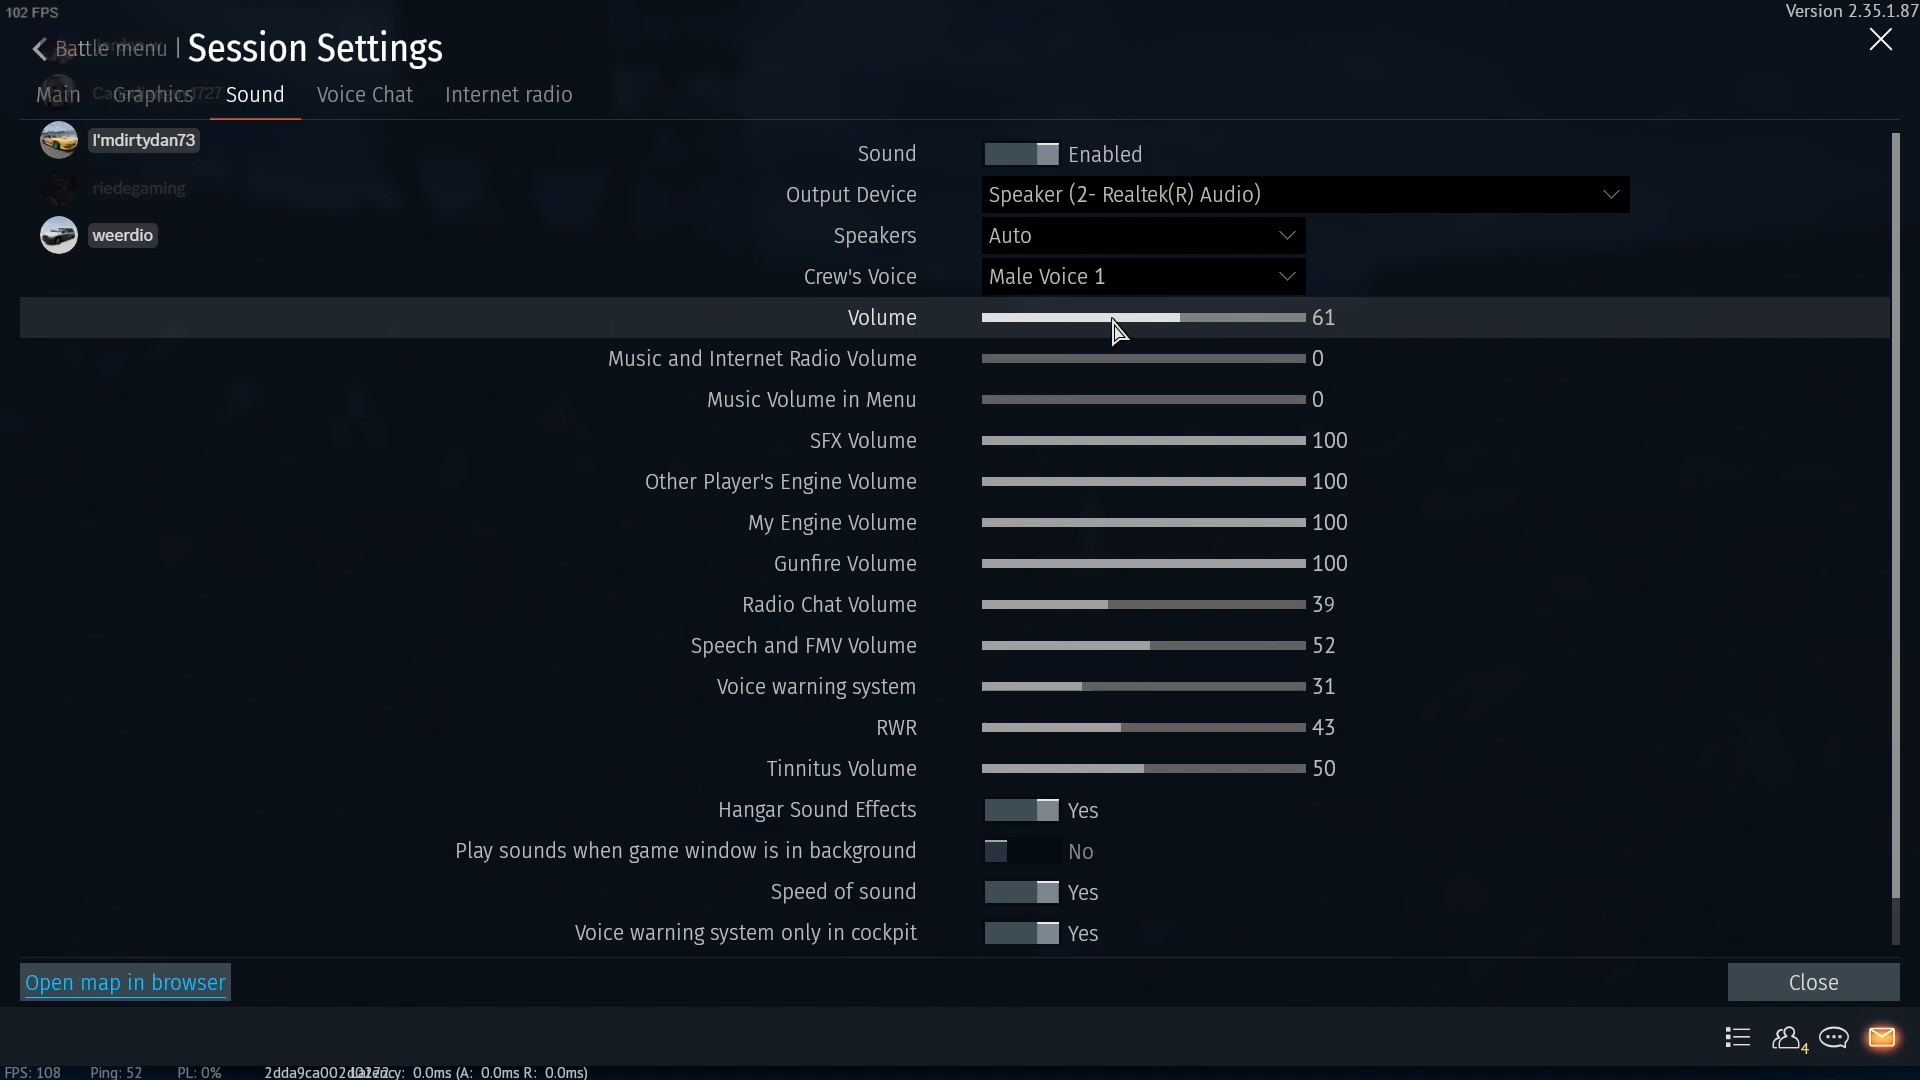 102 FPS
Version 2.35.1.87
Battle menu | Session Settings
Main Graphics Sound Voice Chat Internet radio
I'mdirtydan73
riedegaming
weerdio
Sound Enabled
Output Device Speaker (2- Realtek(R) Audio)
Speakers Auto
Crew's Voice Male Voice 1
Volume 61
Music and Internet Radio Volume 0
Music Volume in Menu 0
SFX Volume 100
Other Player's Engine Volume 100
My Engine Volume 100
Gunfire Volume 100
Radio Chat Volume 39
Speech and FMV Volume 52
Voice warning system 31
RWR 43
Tinnitus Volume 50
Hangar Sound Effects Yes
Play sounds when game window is in background No
Speed of sound Yes
Voice warning system only in cockpit Yes
Open map in browser
Close
4
FPS: 108 Ping: 52 PL: 0% Latency: 0.0ms (A: 0.0ms R: 0.0ms)